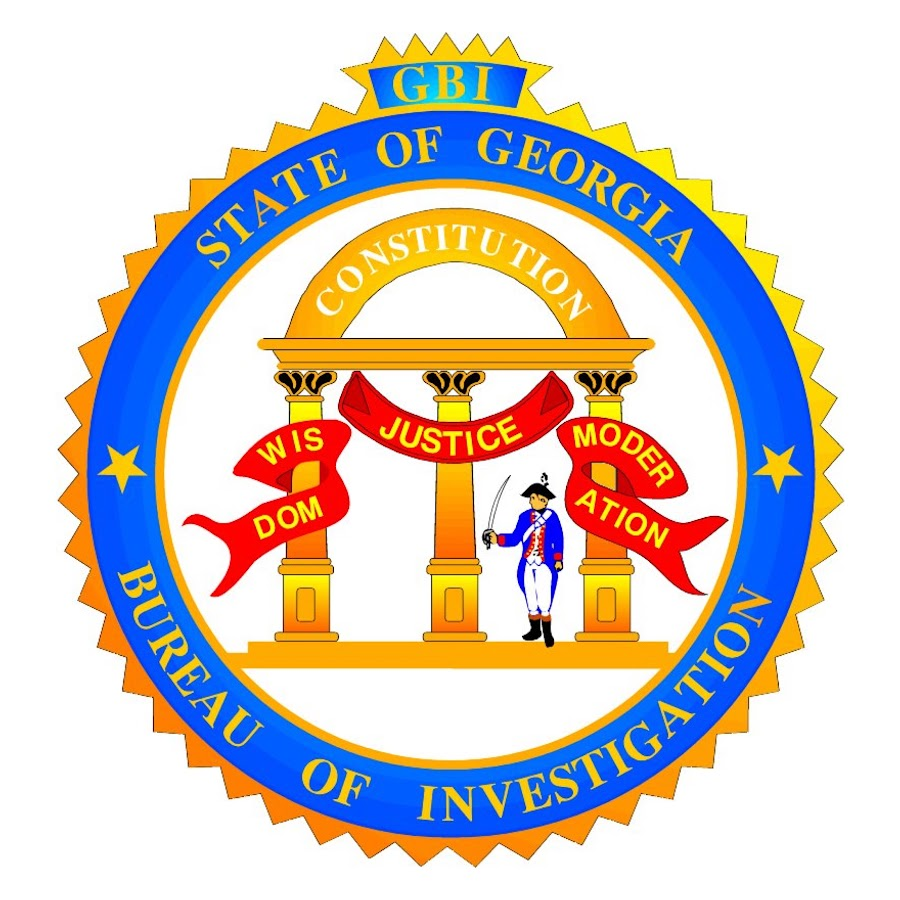 GBI
STATE OF GEORGIA
CONSTITUTION
WIS
DOM
JUSTICE
MODER
ATION
BUREAU OF INVESTIGATION